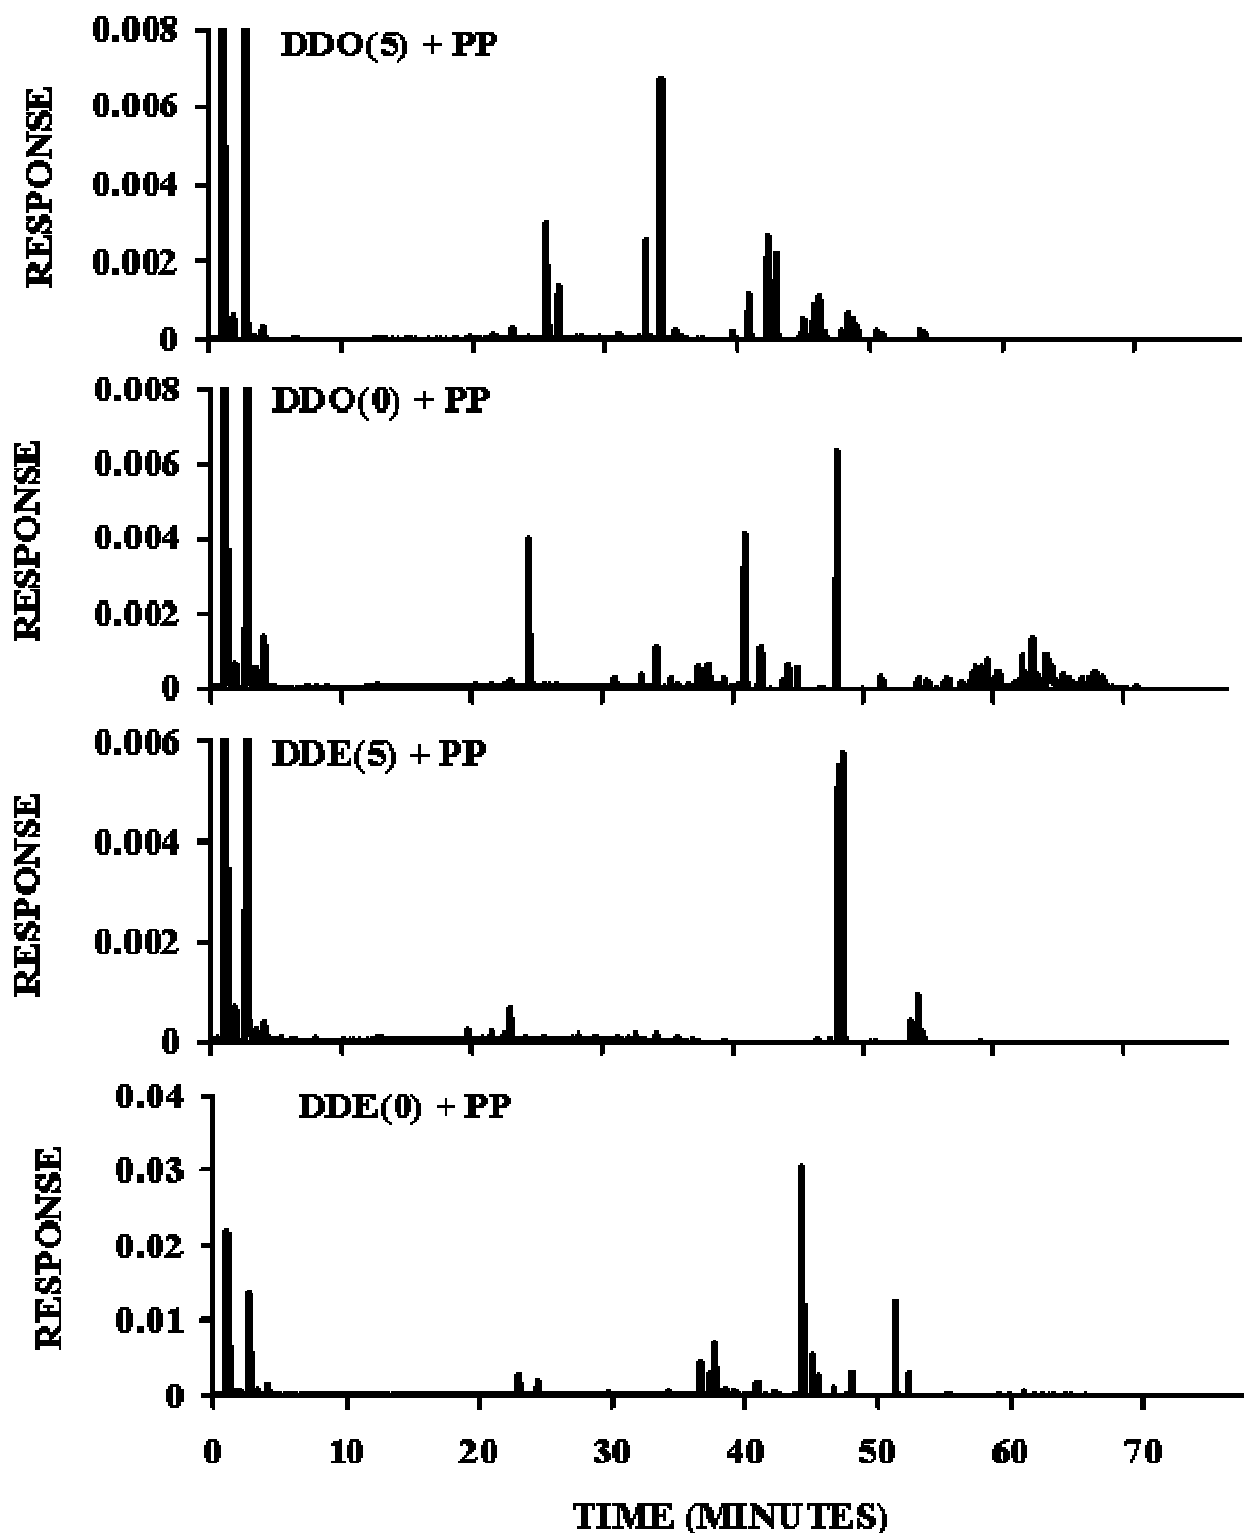 DDO(5) + PP
RESPONSE
0.008
0.006
0.004
0.002
0
DDO(0) + PP
RESPONSE
0.008
0.006
0.004
0.002
0
DDE(5) + PP
RESPONSE
0.006
0.004
0.002
0
DDE(0) + PP
RESPONSE
0.04
0.03
0.02
0.01
0
0 10 20 30 40 50 60 70
TIME (MINUTES)